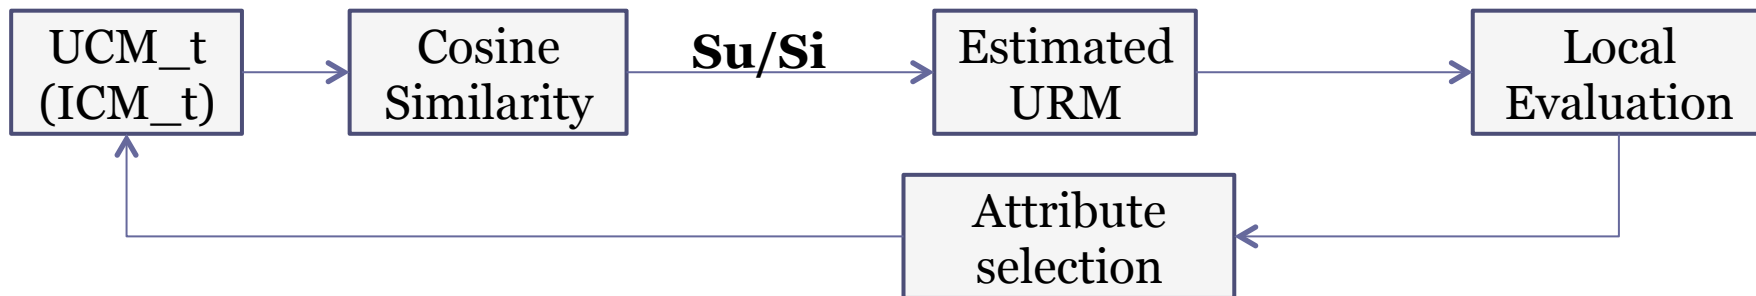 UCM_t
(ICM_t)
Cosine
Similarity
Su/Si
Estimated
URM
Local
Evaluation
Attribute
selection